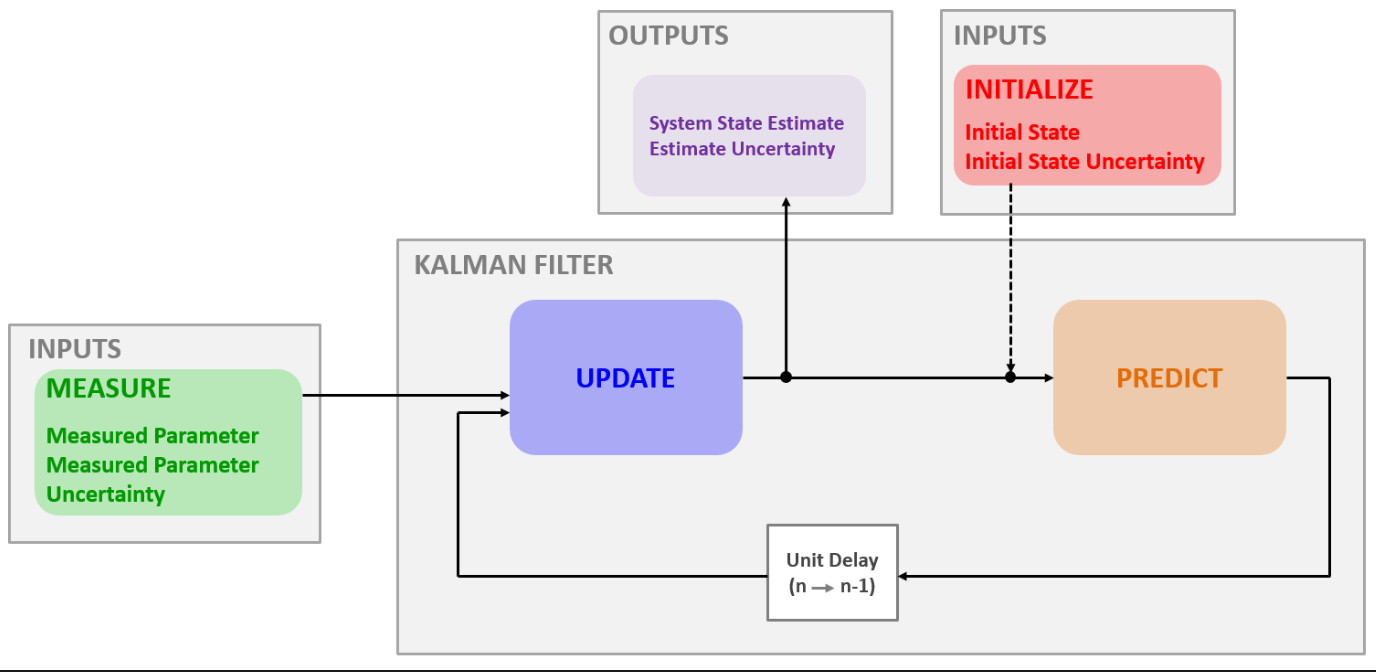 OUTPUTS
System State Estimate
Estimate Uncertainty
INPUTS
INITIALIZE
Initial State
Initial State Uncertainty
KALMAN FILTER
INPUTS
MEASURE
Measured Parameter
Measured Parameter
Uncertainty
UPDATE
PREDICT
Unit Delay
(n → n-1)